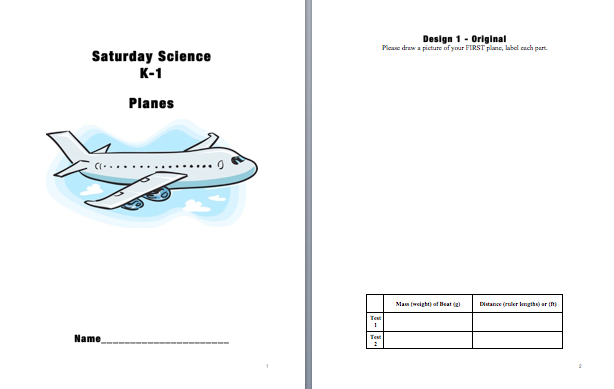 Saturday Science
K-1
Planes
Name______________________
1
Design 1 - Original
Please draw a picture of your FIRST plane, label each part.
Mass (weight) of Boat (g) Distance (ruler lengths) or (ft)
Test
1
Test
2
2